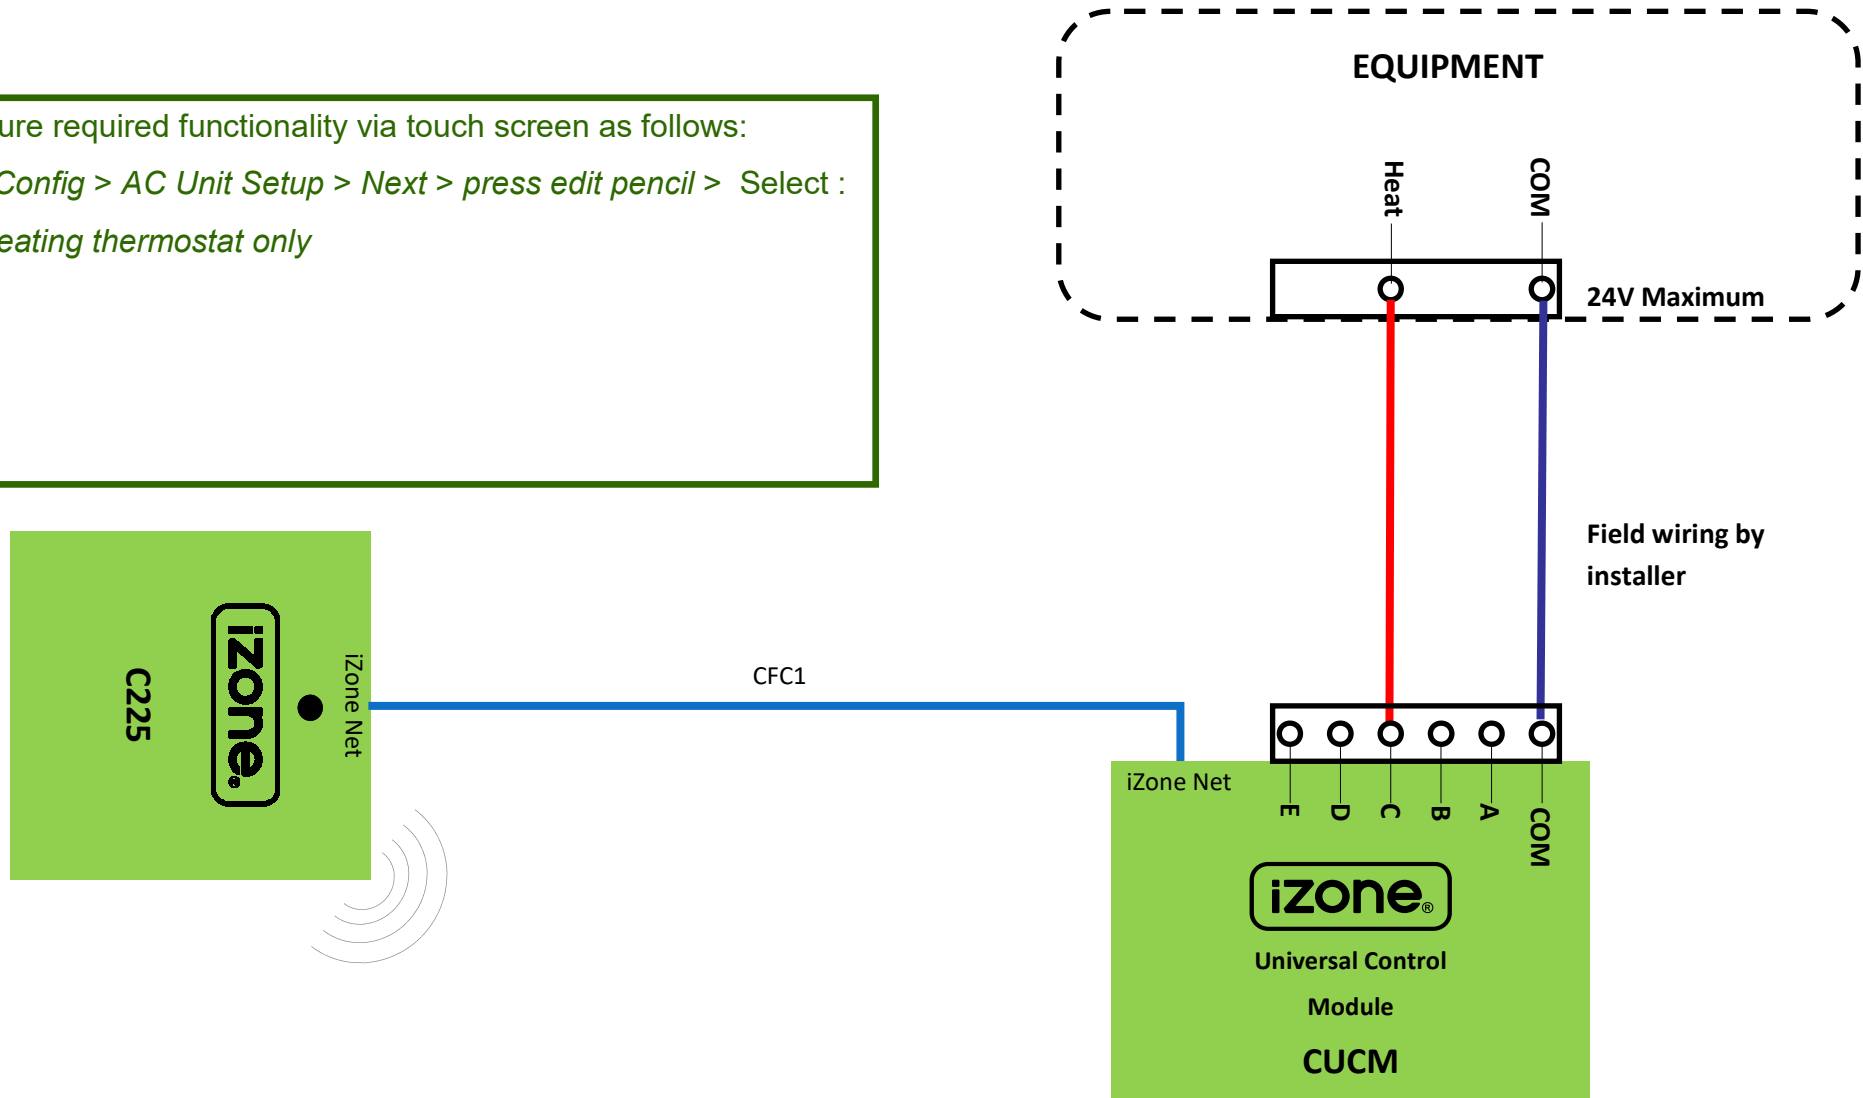 EQUIPMENT
ure required functionality via touch screen as follows:
Config > AC Unit Setup > Next > press edit pencil > Select :
eating thermostat only
Heat
COM
24V Maximum
Field wiring by
installer
C225
izone®
iZone Net
CFC1
iZone Net
E
D
C
B
A
COM
izone®
Universal Control
Module
CUCM